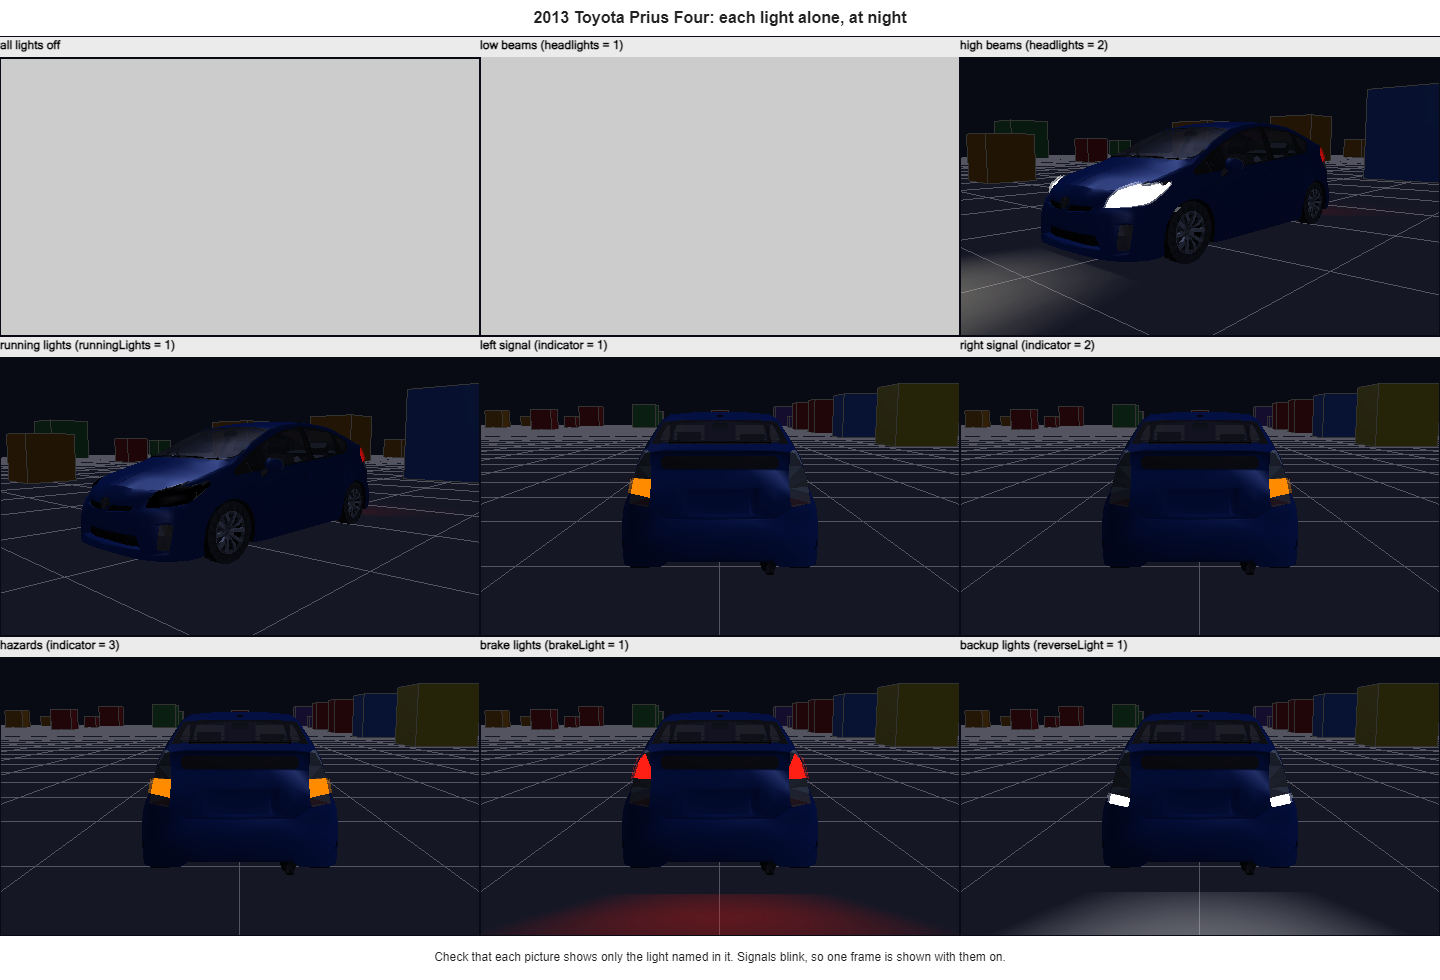 2013 Toyota Prius Four: each light alone, at night
all lights off
low beams (headlights = 1)
high beams (headlights = 2)
running lights (runningLights = 1)
left signal (indicator = 1)
right signal (indicator = 2)
hazards (indicator = 3)
brake lights (brakeLight = 1)
backup lights (reverseLight = 1)
Check that each picture shows only the light named in it. Signals blink, so one frame is shown with them on.